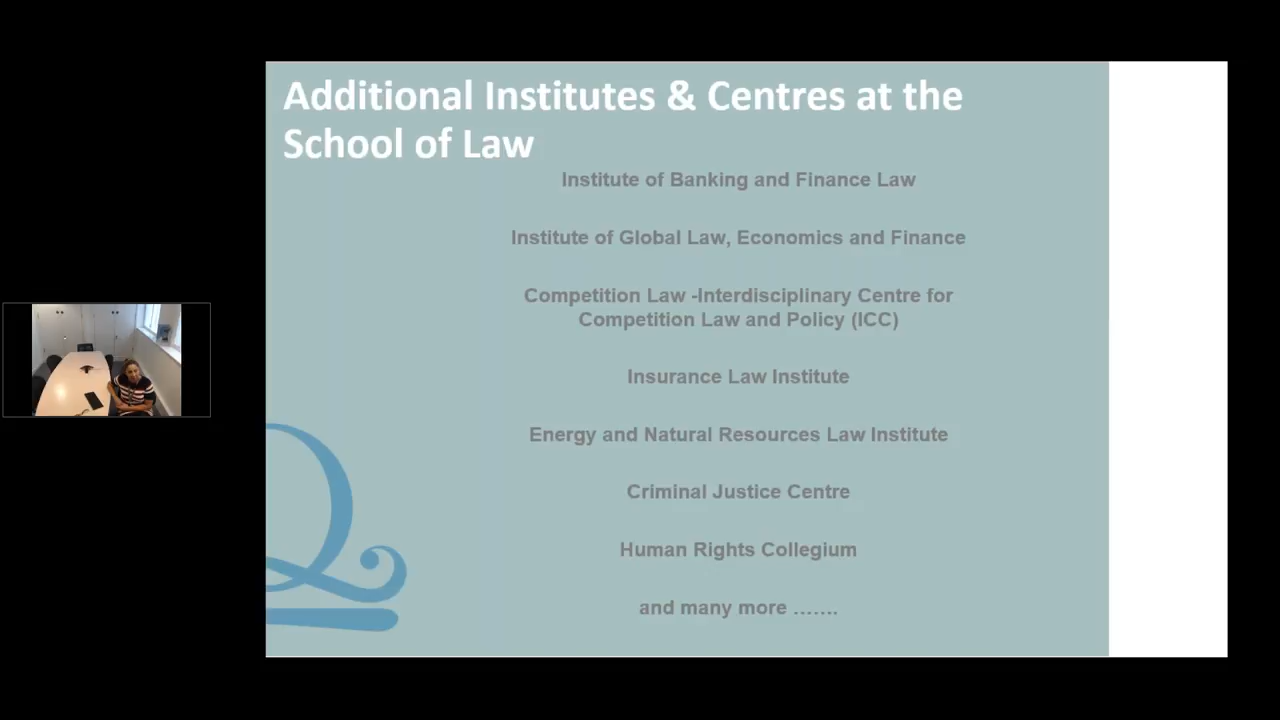 Additional Institutes & Centres at the
School of Law
Institute of Banking and Finance Law
Institute of Global Law, Economics and Finance
Competition Law -Interdisciplinary Centre for
Competition Law and Policy (ICC)
Insurance Law Institute
Energy and Natural Resources Law Institute
Criminal Justice Centre
Human Rights Collegium
and many more …….